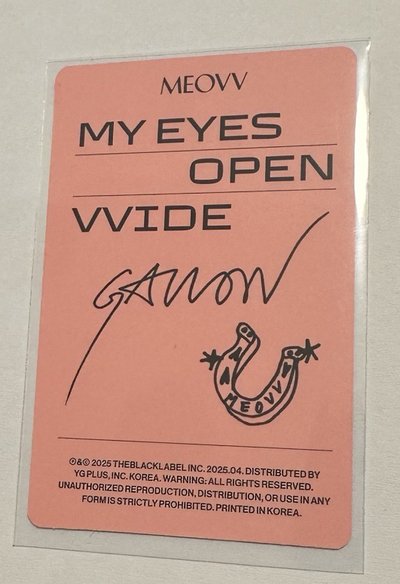 MEOVV
MY EYES
OPEN
VVIDE
GAWON
MEOVV
℗&© 2025 THEBLACKLABEL INC. 2025.04. DISTRIBUTED BY
YG PLUS, INC. KOREA. WARNING: ALL RIGHTS RESERVED.
UNAUTHORIZED REPRODUCTION, DISTRIBUTION, OR USE IN ANY
FORM IS STRICTLY PROHIBITED. PRINTED IN KOREA.